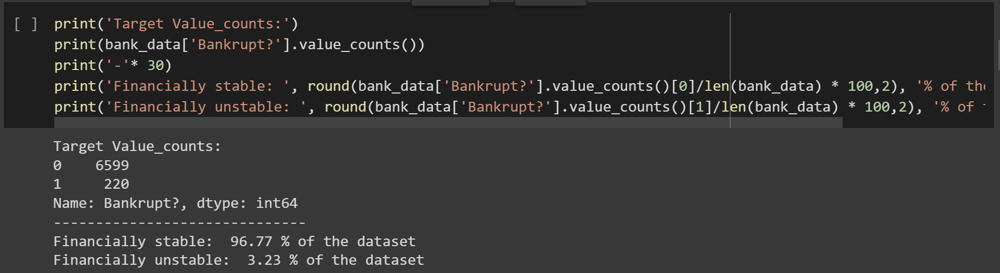 [ ] print('Target Value_counts:')
print(bank_data['Bankrupt?'].value_counts())
print('-'* 30)
print('Financially stable: ', round(bank_data['Bankrupt?'].value_counts()[0]/len(bank_data) * 100,2), '% of the
print('Financially unstable: ', round(bank_data['Bankrupt?'].value_counts()[1]/len(bank_data) * 100,2), '% of
Target Value_counts:
0    6599
1     220
Name: Bankrupt?, dtype: int64
------------------------------
Financially stable:  96.77 % of the dataset
Financially unstable:  3.23 % of the dataset